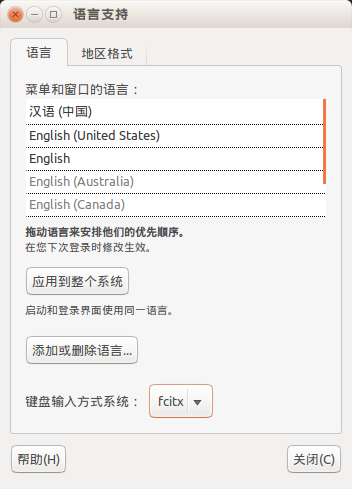 语言支持
语言 地区格式
菜单和窗口的语言：
汉语 (中国)
English (United States)
English
English (Australia)
English (Canada)
拖动语言来安排他们的优先顺序。
在您下次登录时修改生效。
应用到整个系统
启动和登录界面使用同一语言。
添加或删除语言...
键盘输入方式系统： fcitx
帮助(H) 关闭(C)